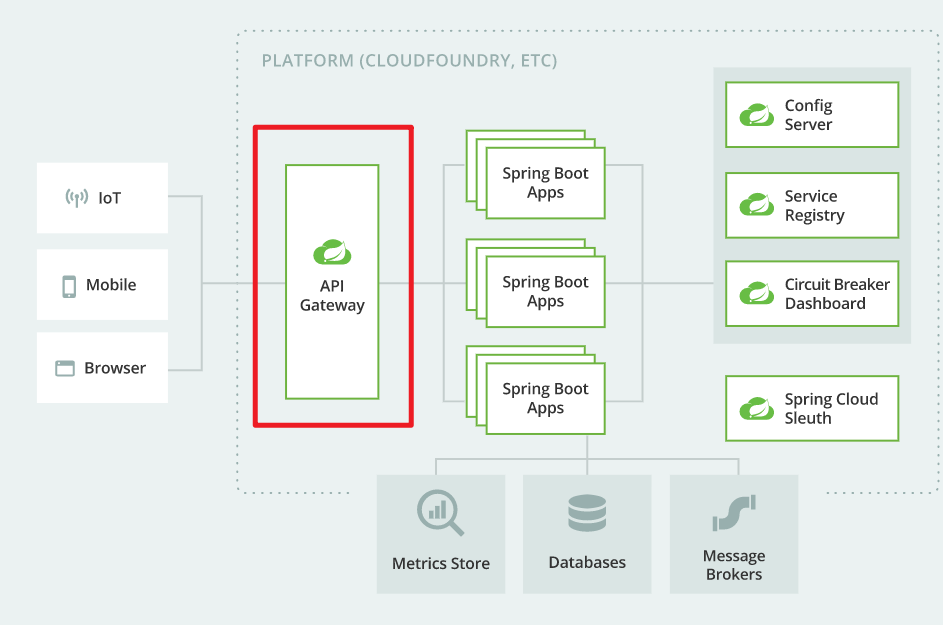 PLATFORM (CLOUDFOUNDRY, ETC)
IoT
Mobile
Browser
API
Gateway
Spring Boot
Apps
Spring Boot
Apps
Spring Boot
Apps
Config
Server
Service
Registry
Circuit Breaker
Dashboard
Spring Cloud
Sleuth
Metrics Store
Databases
Message
Brokers